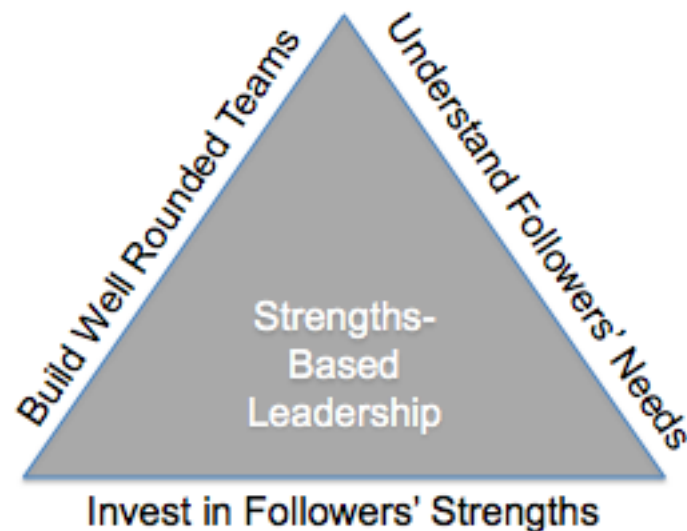 Build Well Rounded Teams
Understand Followers' Needs
Strengths-
Based
Leadership
Invest in Followers' Strengths